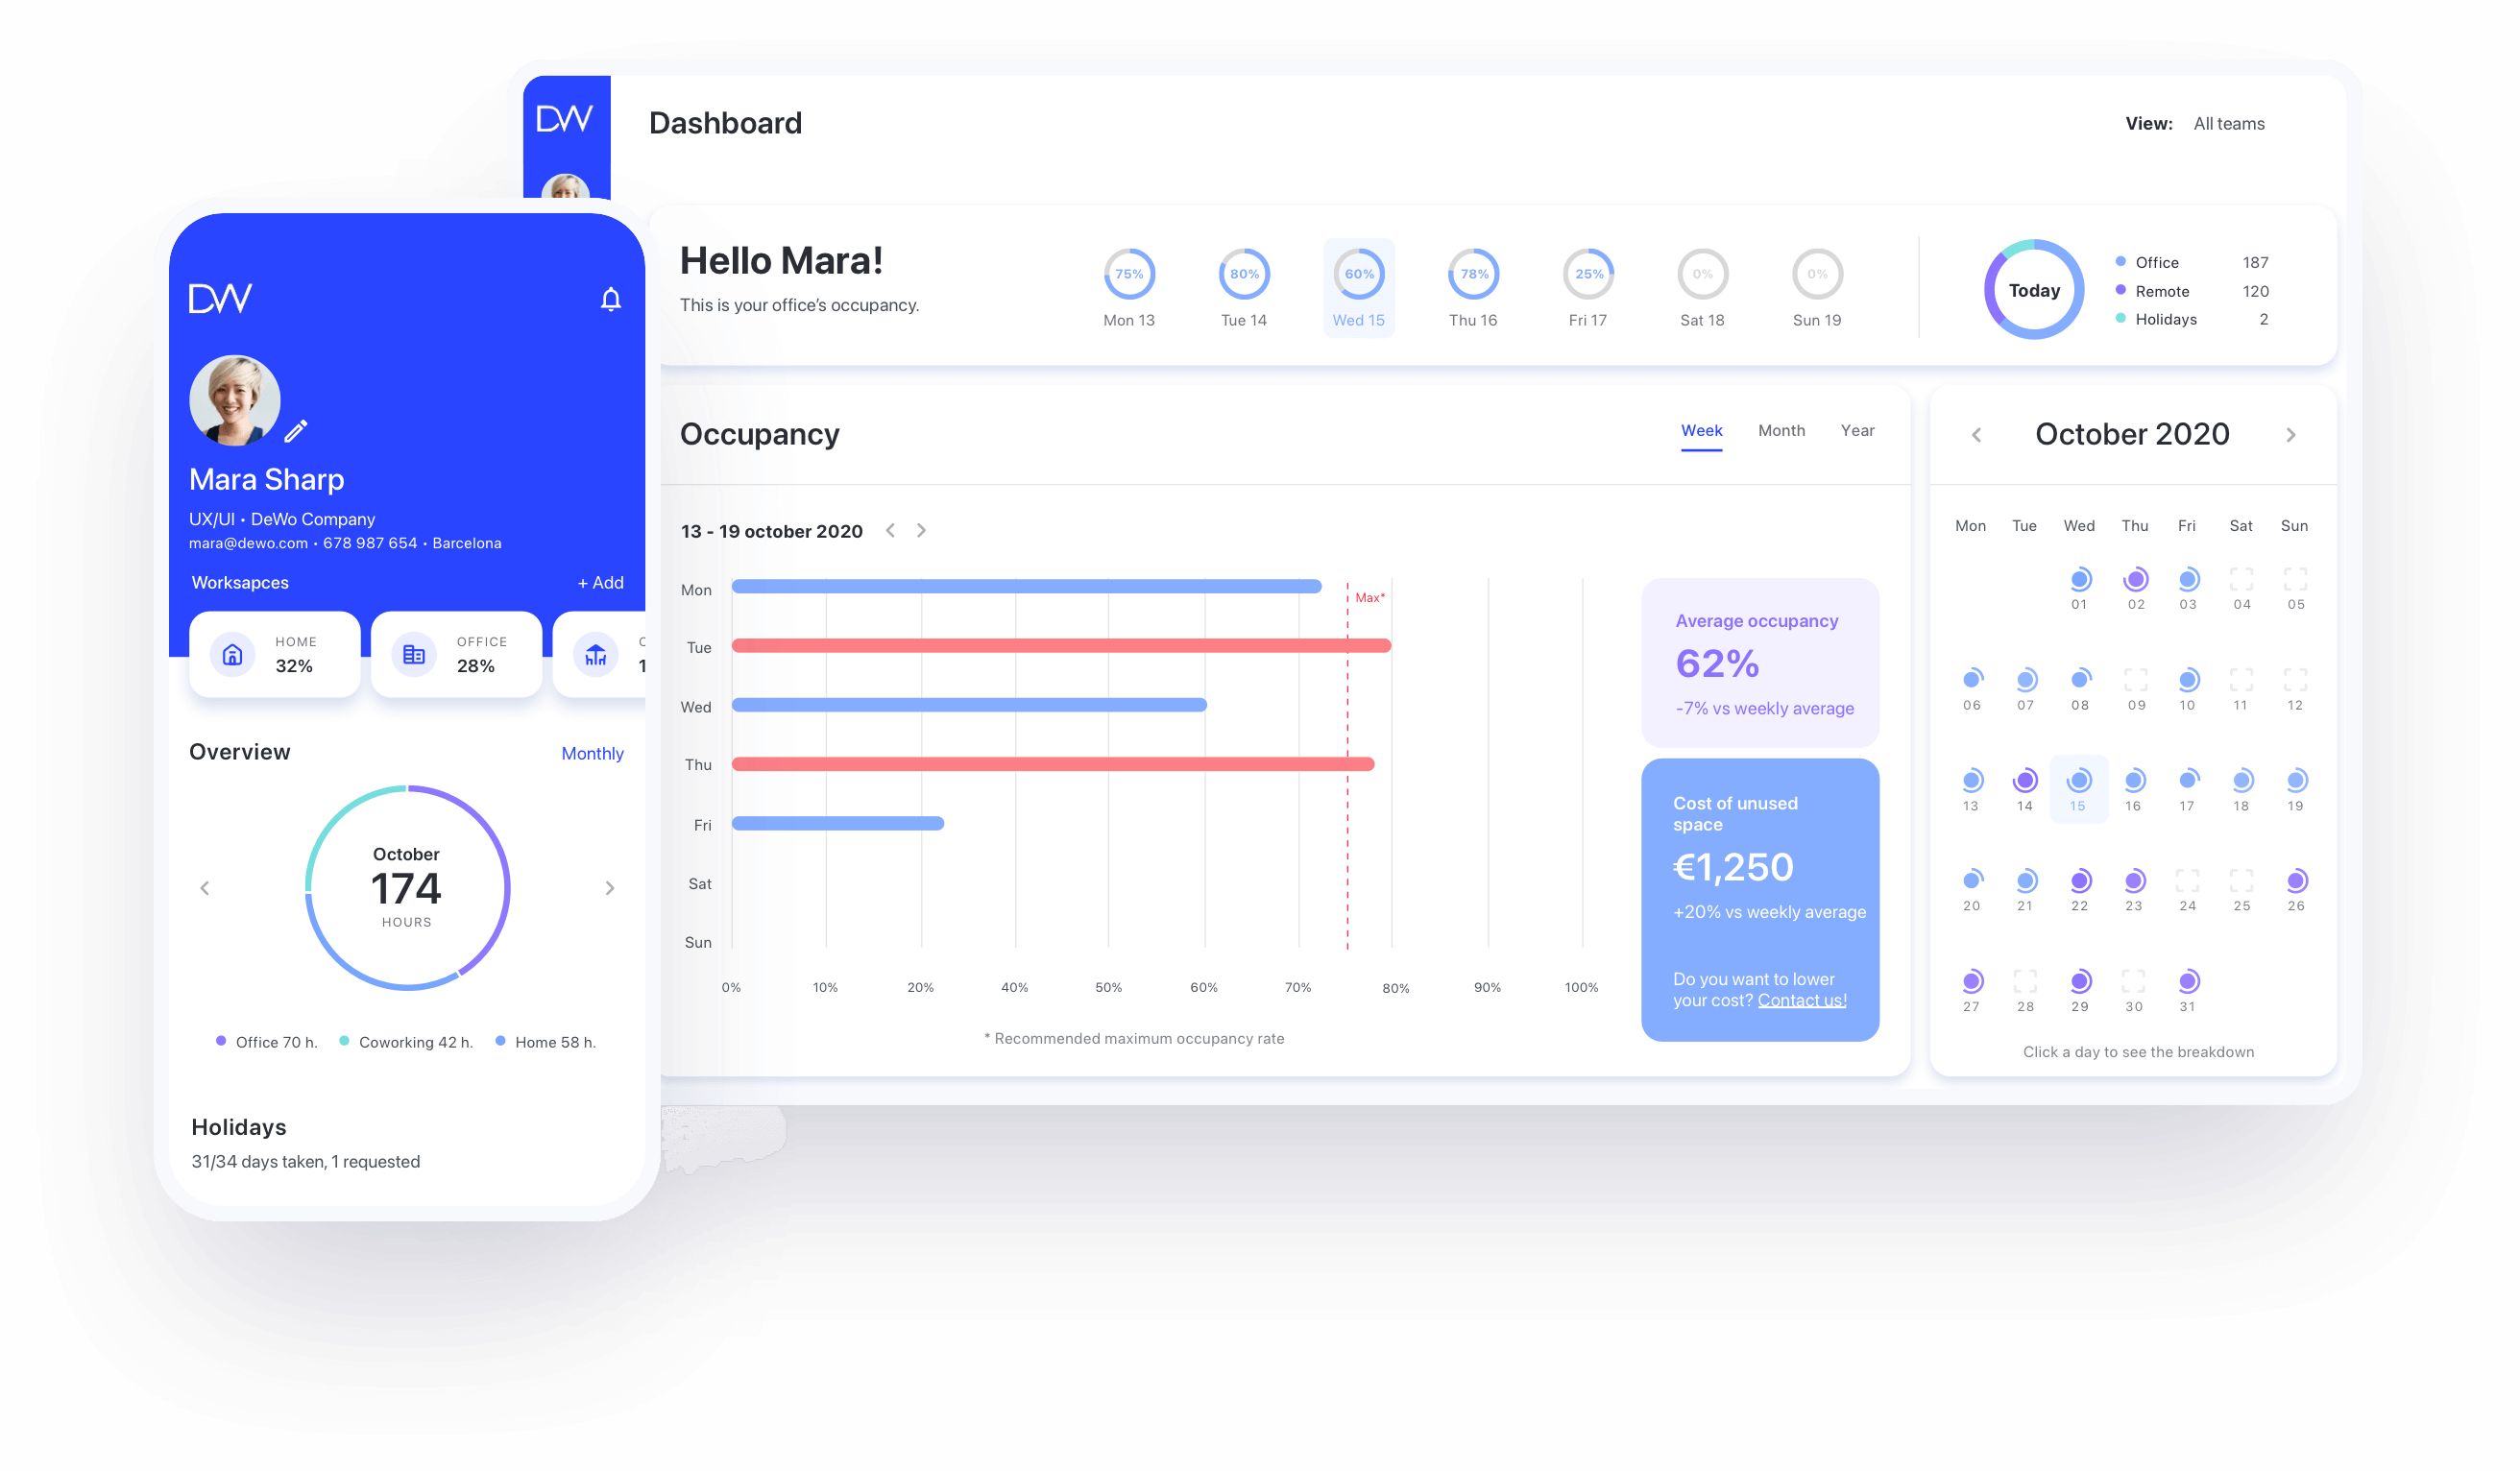 DW
Dashboard
View: All teams
Hello Mara!
This is your office’s occupancy.
75% 80% 60% 78% 25% 0% 0%
Mon 13 Tue 14 Wed 15 Thu 16 Fri 17 Sat 18 Sun 19
Today
Office 187
Remote 120
Holidays 2
Occupancy
Week Month Year
13 - 19 october 2020
Mon
Tue
Wed
Thu
Fri
Sat
Sun
Max*
0% 10% 20% 40% 50% 60% 70% 80% 90% 100%
* Recommended maximum occupancy rate
Average occupancy
62%
-7% vs weekly average
Cost of unused
space
€1,250
+20% vs weekly average
Do you want to lower
your cost? Contact us!
October 2020
Mon Tue Wed Thu Fri Sat Sun
01 02 03 04 05
06 07 08 09 10 11 12
13 14 15 16 17 18 19
20 21 22 23 24 25 26
27 28 29 30 31
Click a day to see the breakdown
DW
Mara Sharp
UX/UI • DeWo Company
mara@dewo.com • 678 987 654 • Barcelona
Worksapces + Add
HOME
32%
OFFICE
28%
Overview Monthly
October
174
HOURS
Office 70 h. Coworking 42 h. Home 58 h.
Holidays
31/34 days taken, 1 requested